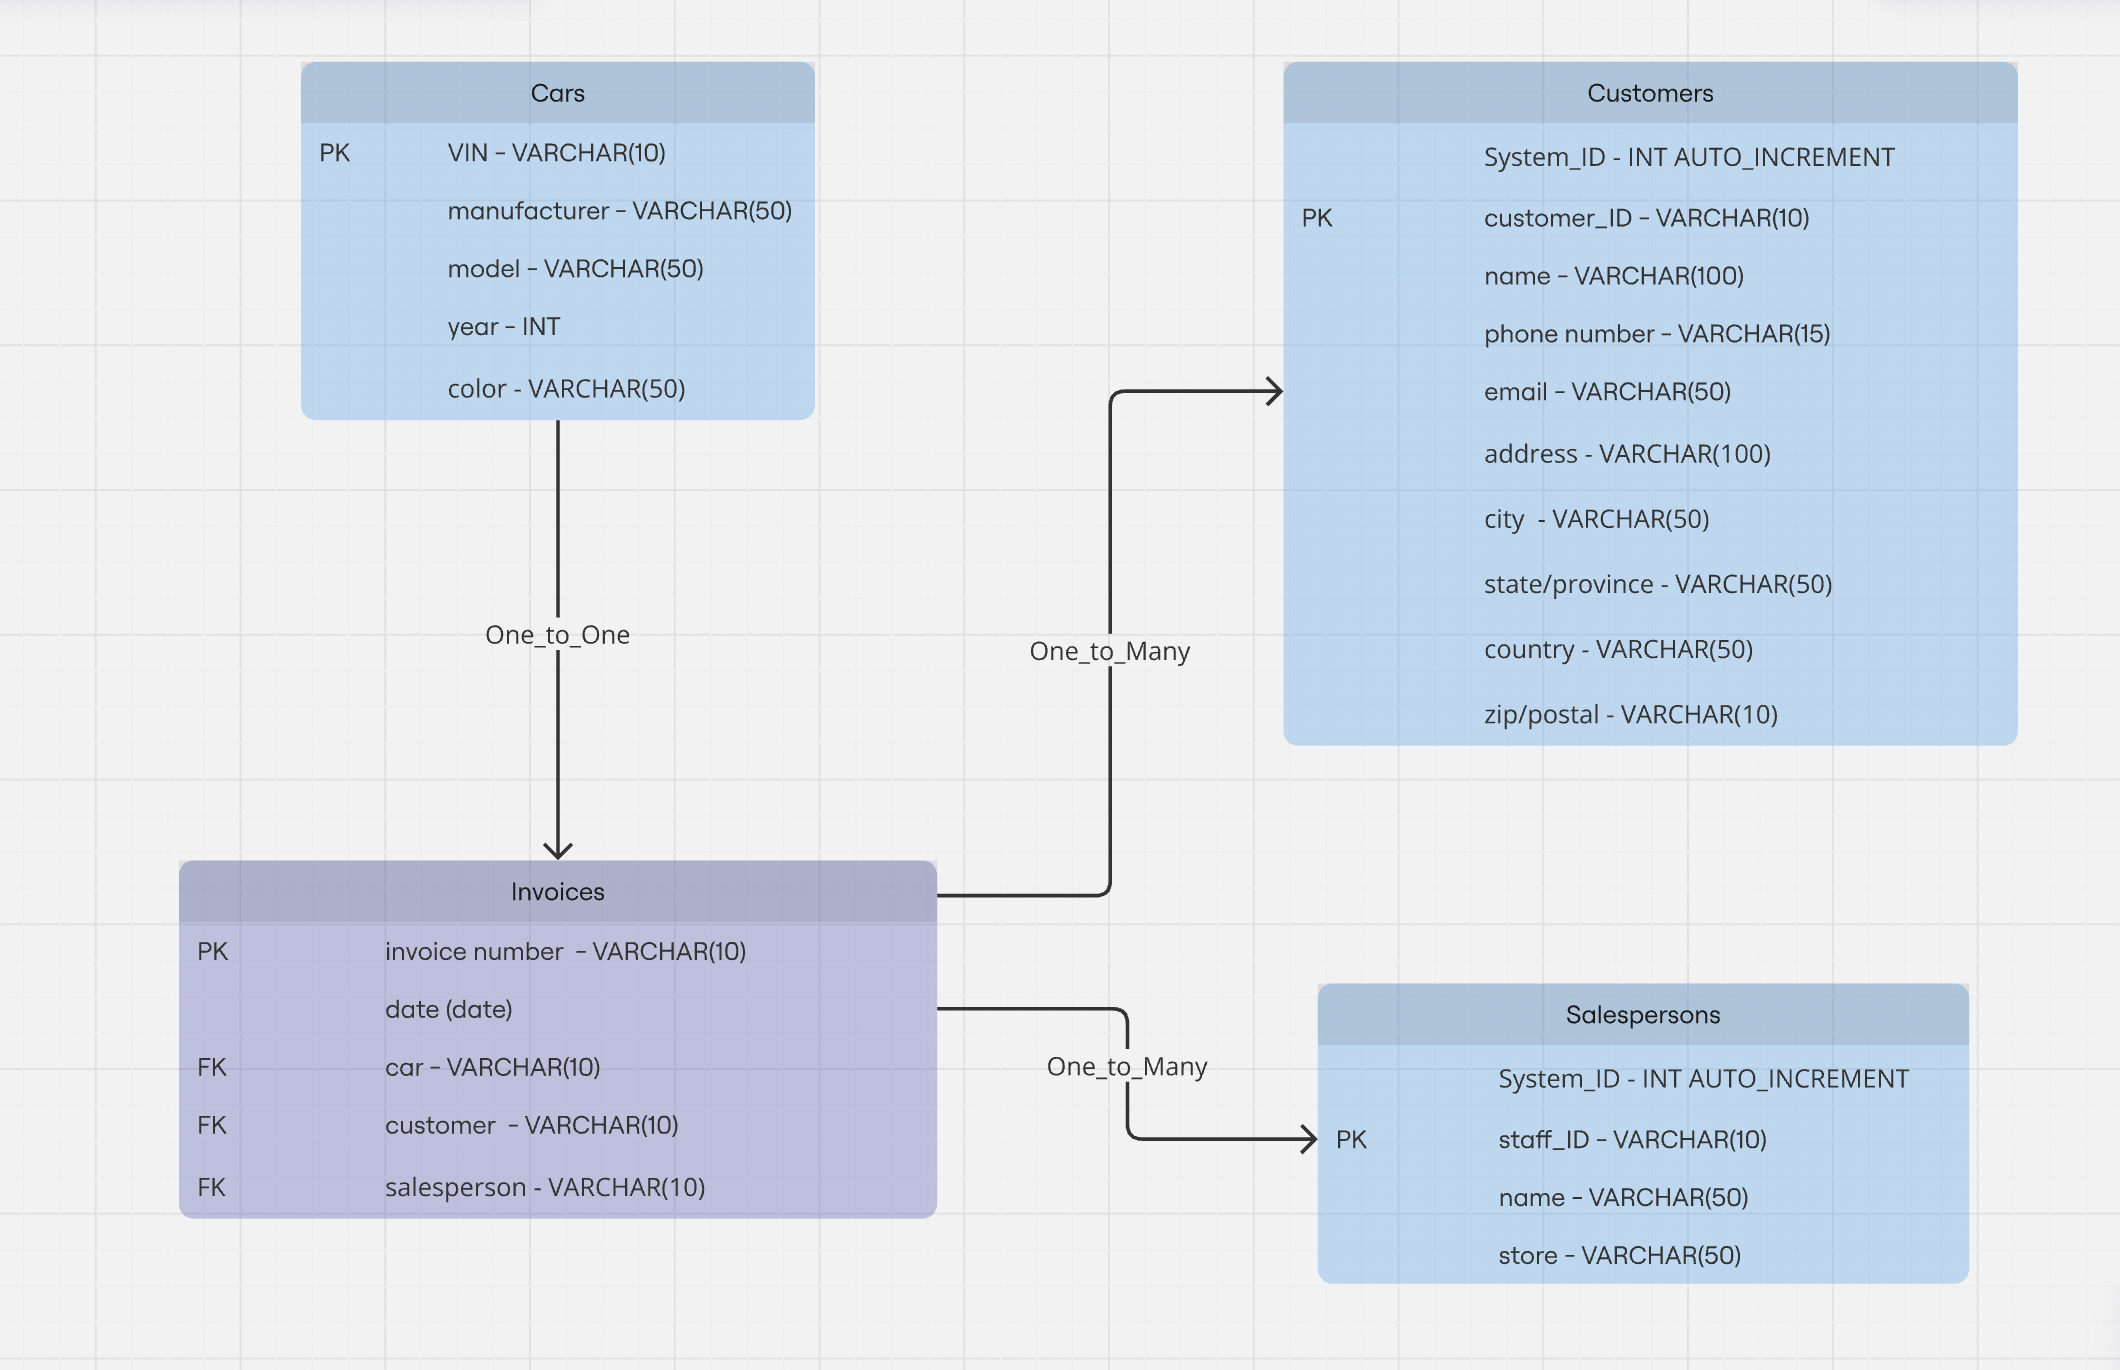 Cars
PK VIN – VARCHAR(10)
manufacturer – VARCHAR(50)
model – VARCHAR(50)
year – INT
color - VARCHAR(50)
Customers
System_ID - INT AUTO_INCREMENT
PK customer_ID – VARCHAR(10)
name – VARCHAR(100)
phone number – VARCHAR(15)
email – VARCHAR(50)
address - VARCHAR(100)
city  - VARCHAR(50)
state/province - VARCHAR(50)
country - VARCHAR(50)
zip/postal - VARCHAR(10)
One_to_One
One_to_Many
Invoices
PK invoice number  – VARCHAR(10)
date (date)
FK car – VARCHAR(10)
FK customer  – VARCHAR(10)
FK salesperson - VARCHAR(10)
One_to_Many
Salespersons
System_ID - INT AUTO_INCREMENT
PK staff_ID – VARCHAR(10)
name – VARCHAR(50)
store – VARCHAR(50)